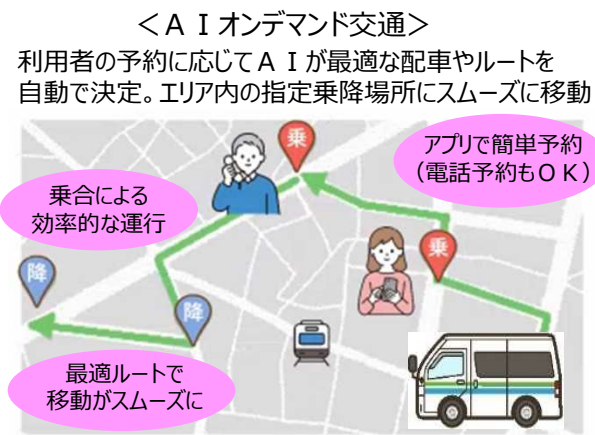 ＜ＡＩオンデマンド交通＞
利用者の予約に応じてＡＩが最適な配車やルートを
自動で決定。エリア内の指定乗降場所にスムーズに移動
乗
アプリで簡単予約
（電話予約もＯＫ）
乗合による
効率的な運行
乗
降
降
最適ルートで
移動がスムーズに